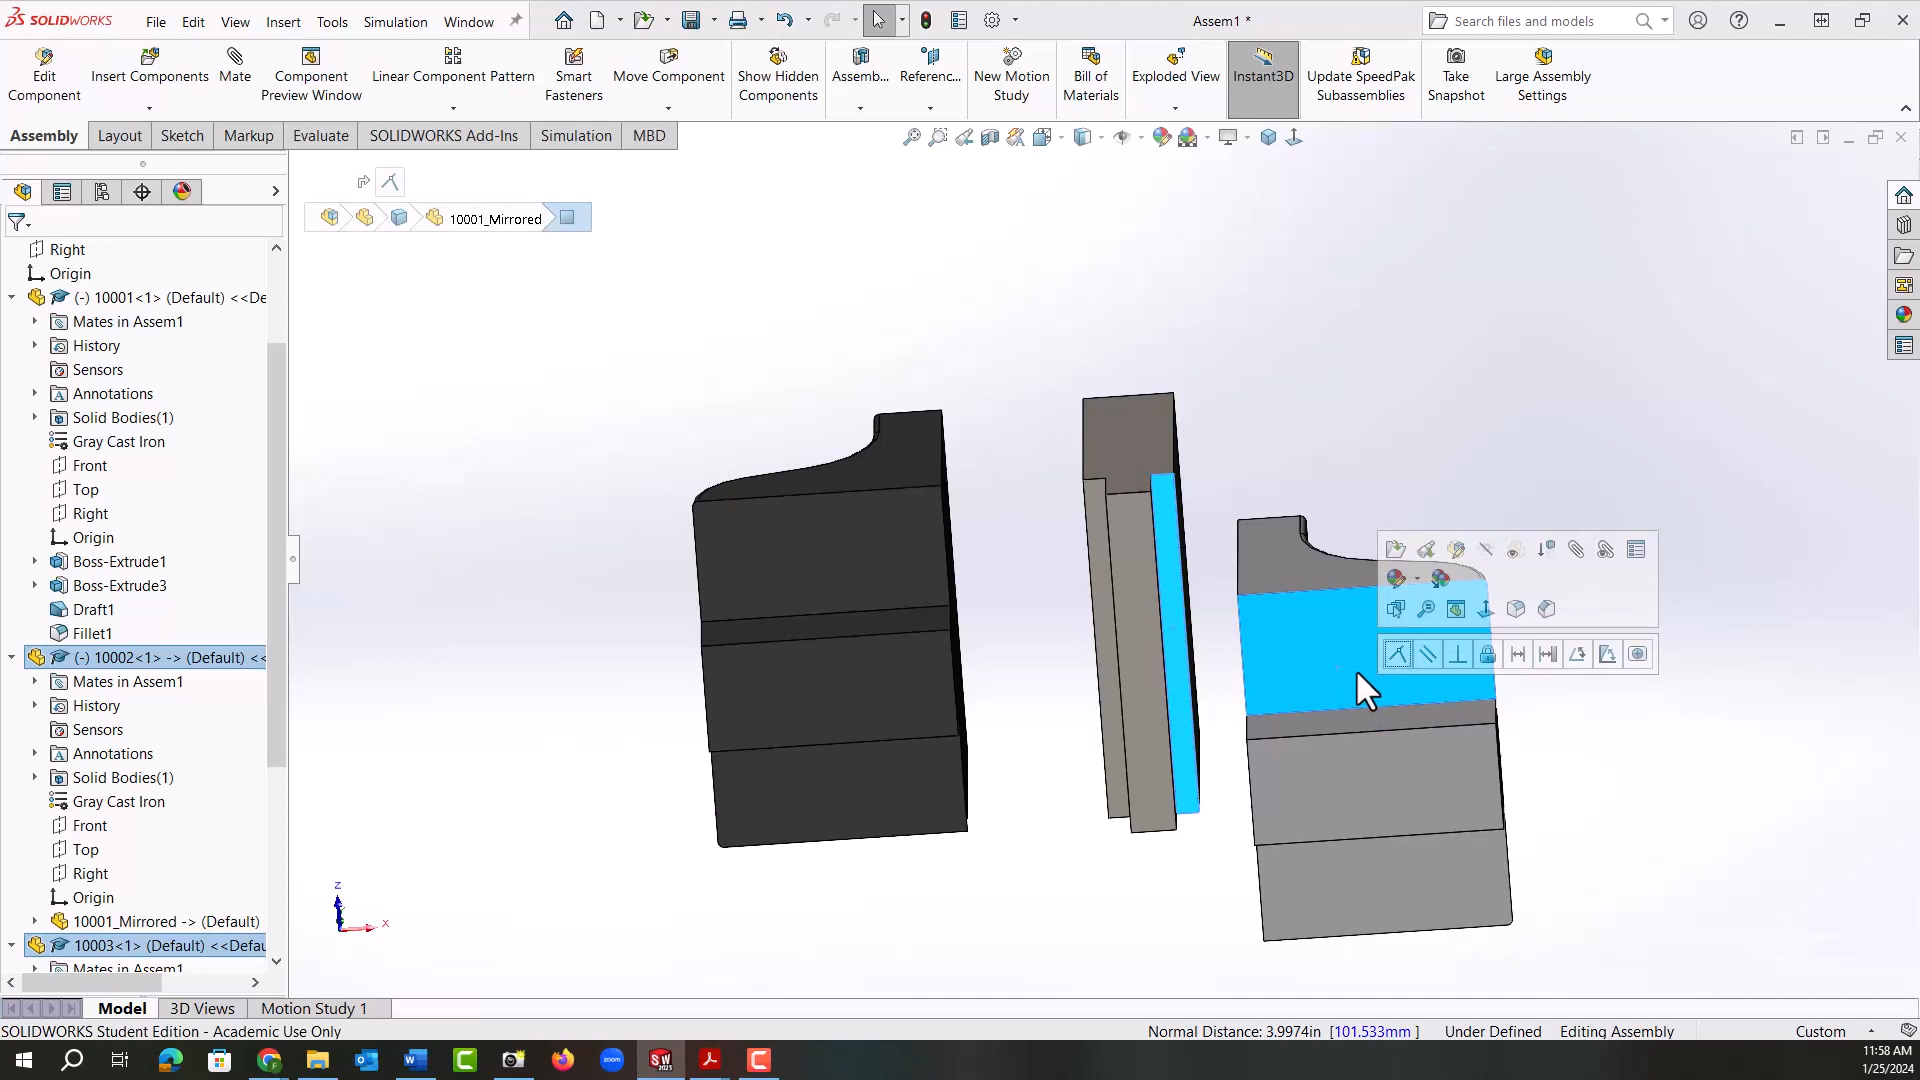 SOLIDWORKS
File
Edit
View
Insert
Tools
Simulation
Window
Assem1 *
Search files and models
Edit
Component
Insert Components
Mate
Component
Preview Window
Linear Component Pattern
Smart
Fasteners
Move Component
Show Hidden
Components
Assemb...
Referenc...
New Motion
Study
Bill of
Materials
Exploded View
Instant3D
Update SpeedPak
Subassemblies
Take
Snapshot
Large Assembly
Settings
Assembly
Layout
Sketch
Markup
Evaluate
SOLIDWORKS Add-Ins
Simulation
MBD
10001_Mirrored
Right
Origin
(-) 10001<1> (Default) <<De
Mates in Assem1
History
Sensors
Annotations
Solid Bodies(1)
Gray Cast Iron
Front
Top
Right
Origin
Boss-Extrude1
Boss-Extrude3
Draft1
Fillet1
(-) 10002<1> -> (Default) <<
Mates in Assem1
History
Sensors
Annotations
Solid Bodies(1)
Gray Cast Iron
Front
Top
Right
Origin
10001_Mirrored -> (Default)
10003<1> (Default) <<Defau
Mates in Assem1
z
x
Model
3D Views
Motion Study 1
SOLIDWORKS Student Edition - Academic Use Only
Normal Distance: 3.9974in [101.533mm ]
Under Defined
Editing Assembly
Custom
11:58 AM
1/25/2024